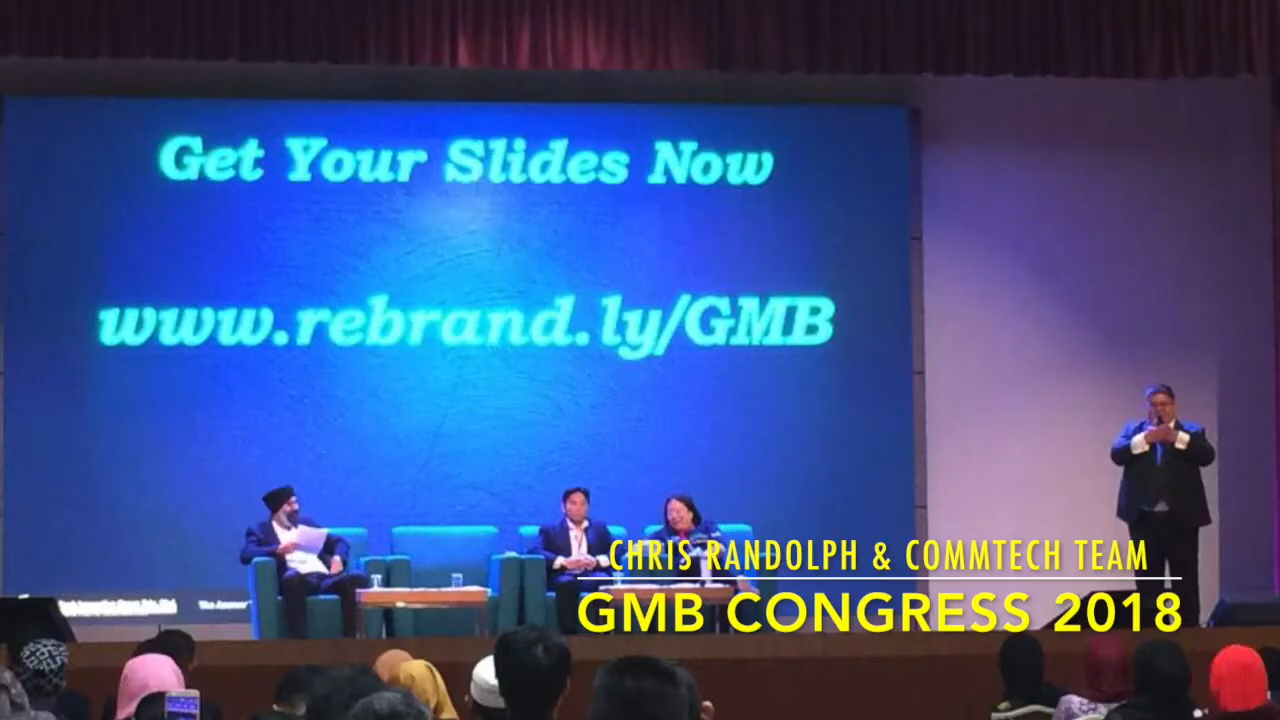 Get Your Slides Now
www.rebrand.ly/GMB
CHRIS RANDOLPH & COMMTECH TEAM
GMB CONGRESS 2018